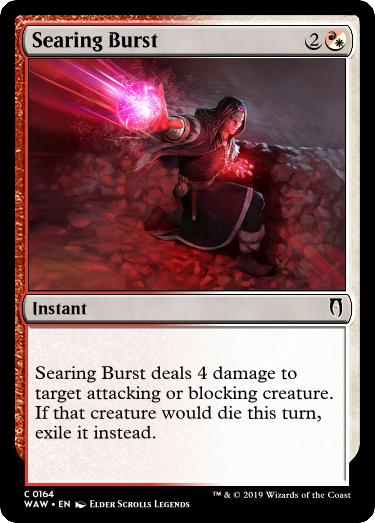 Searing Burst 2
Instant
Searing Burst deals 4 damage to
target attacking or blocking creature.
If that creature would die this turn,
exile it instead.
C 0164
WAW • EN Elder Scrolls Legends
™ & © 2019 Wizards of the Coast